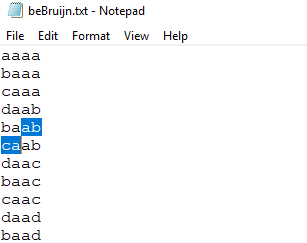 beBruijn.txt - Notepad
File Edit Format View Help
aaaa
baaa
caaa
daab
baab
caab
daac
baac
caac
daad
baad